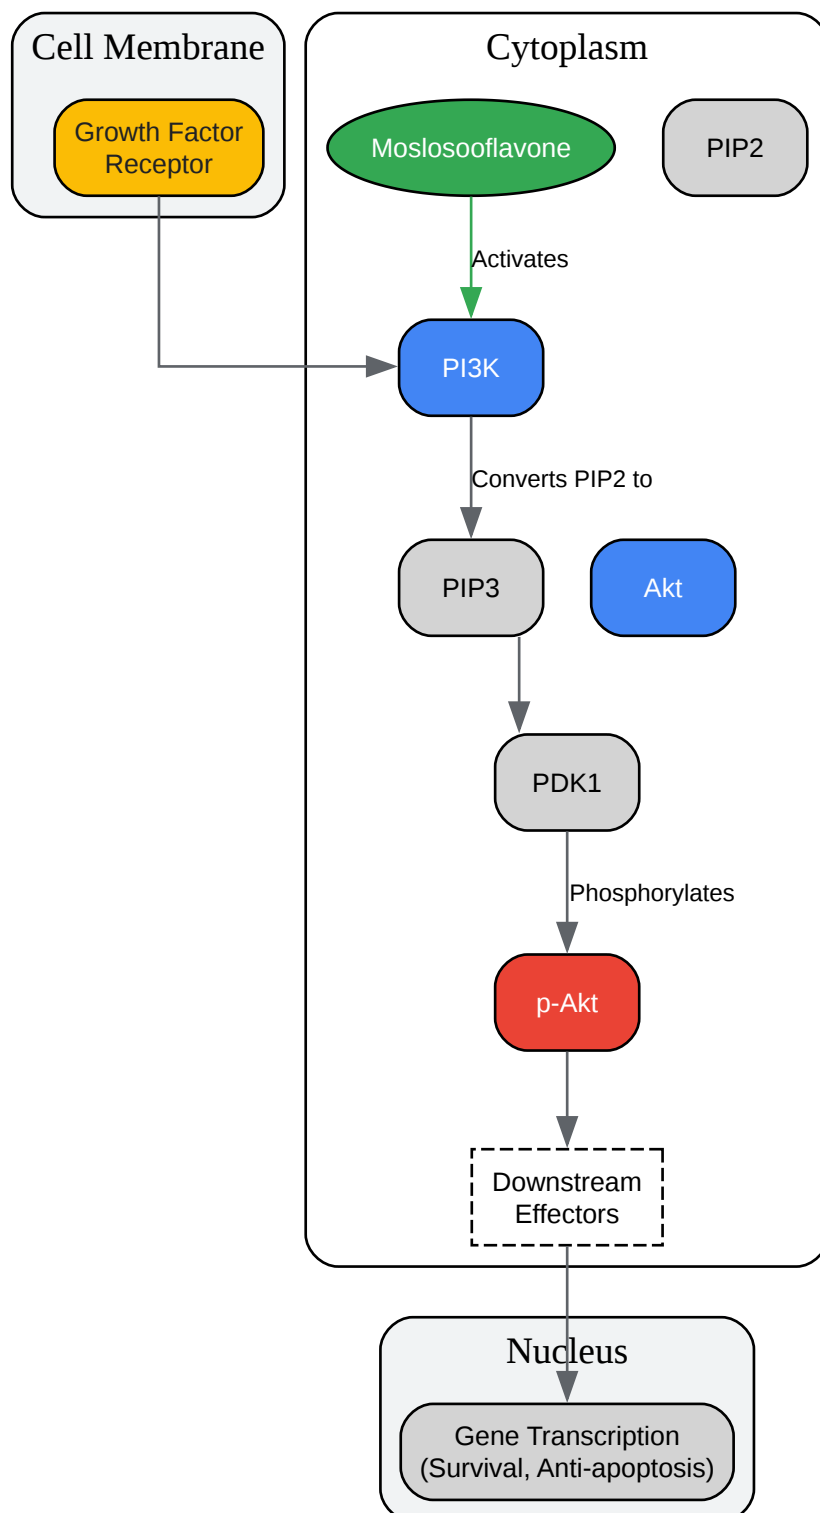 Cell Membrane
Growth Factor
Receptor
Cytoplasm
Moslosooflavone
PIP2
Activates
PI3K
Converts PIP2 to
PIP3
Akt
PDK1
Phosphorylates
p-Akt
Downstream
Effectors
Nucleus
Gene Transcription
(Survival, Anti-apoptosis)